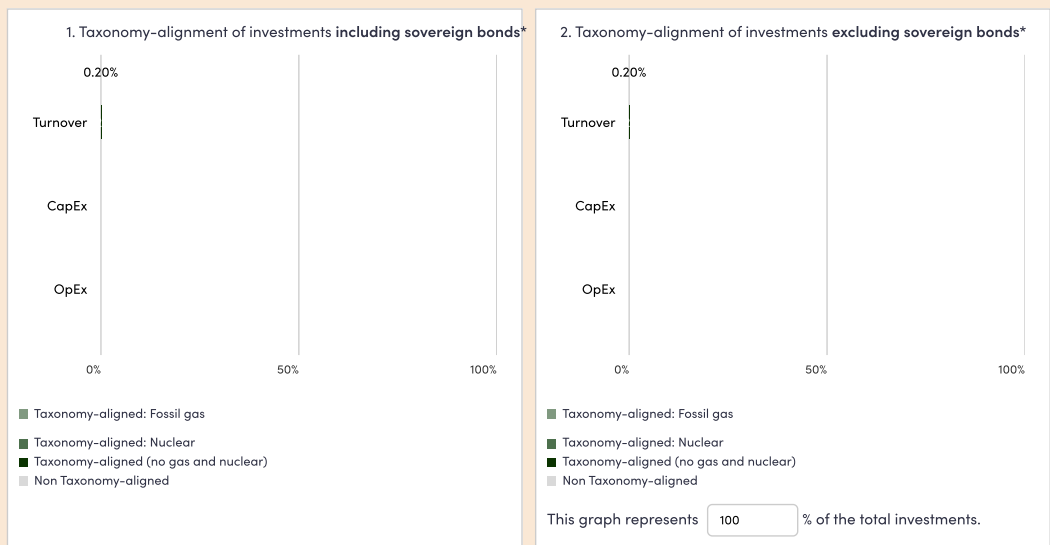 1. Taxonomy-alignment of investments including sovereign bonds*
0.20%
Turnover
CapEx
OpEx
0% 50% 100%
Taxonomy-aligned: Fossil gas
Taxonomy-aligned: Nuclear
Taxonomy-aligned (no gas and nuclear)
Non Taxonomy-aligned
2. Taxonomy-alignment of investments excluding sovereign bonds*
0.20%
Turnover
CapEx
OpEx
0% 50% 100%
Taxonomy-aligned: Fossil gas
Taxonomy-aligned: Nuclear
Taxonomy-aligned (no gas and nuclear)
Non Taxonomy-aligned
This graph represents 100 % of the total investments.